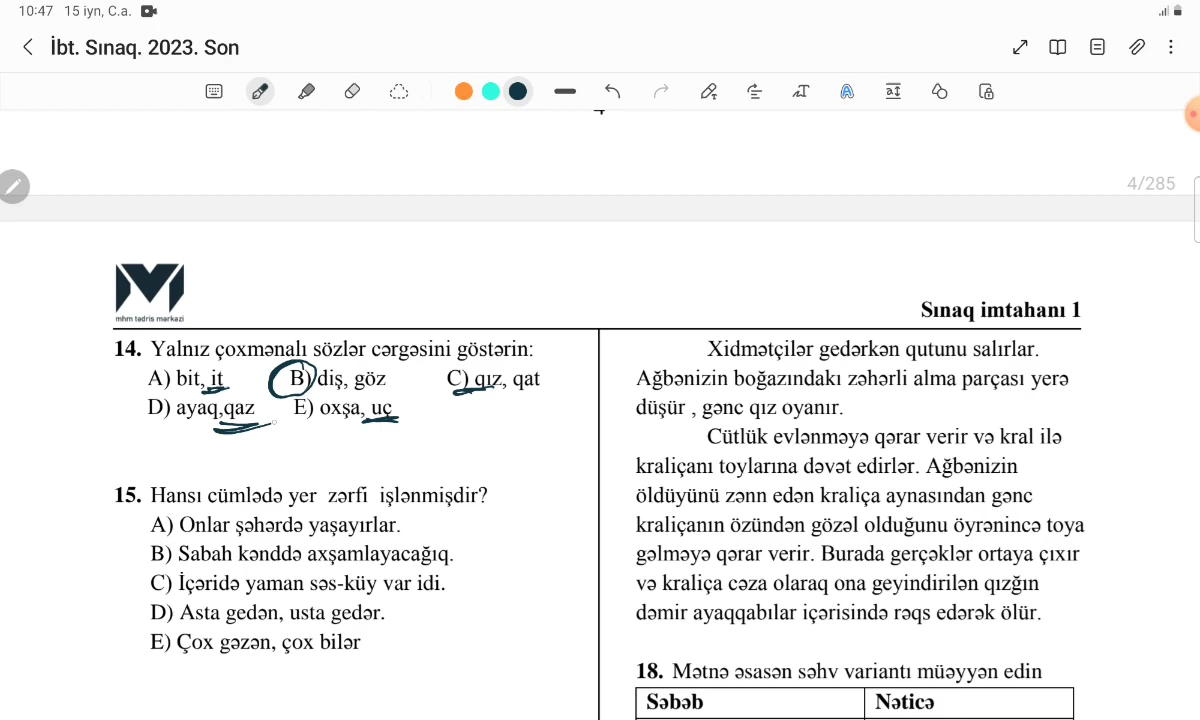 10:47 15 iyn, C.a.
İbt. Sınaq. 2023. Son
4
4/285
mhm tədris mərkəzi
Sınaq imtahanı 1
14. Yalnız çoxmənalı sözlər cərgəsini göstərin:
A) bit, it B) diş, göz C) qız, qat
D) ayaq,qaz E) oxşa, uç
15. Hansı cümlədə yer zərfi işlənmişdir?
A) Onlar şəhərdə yaşayırlar.
B) Sabah kənddə axşamlayacağıq.
C) İçəridə yaman səs-küy var idi.
D) Asta gedən, usta gedər.
E) Çox gəzən, çox bilər
Xidmətçilər gedərkən qutunu salırlar.
Ağbənizin boğazındakı zəhərli alma parçası yerə
düşür , gənc qız oyanır.
Cütlük evlənməyə qərar verir və kral ilə
kraliçanı toylarına dəvət edirlər. Ağbənizin
öldüyünü zənn edən kraliça aynasından gənc
kraliçanın özündən gözəl olduğunu öyrənincə toya
gəlməyə qərar verir. Burada gerçəklər ortaya çıxır
və kraliça cəza olaraq ona geyindirilən qızğın
dəmir ayaqqabılar içərisində rəqs edərək ölür.
18. Mətnə əsasən səhv variantı müəyyən edin
Səbəb Nəticə